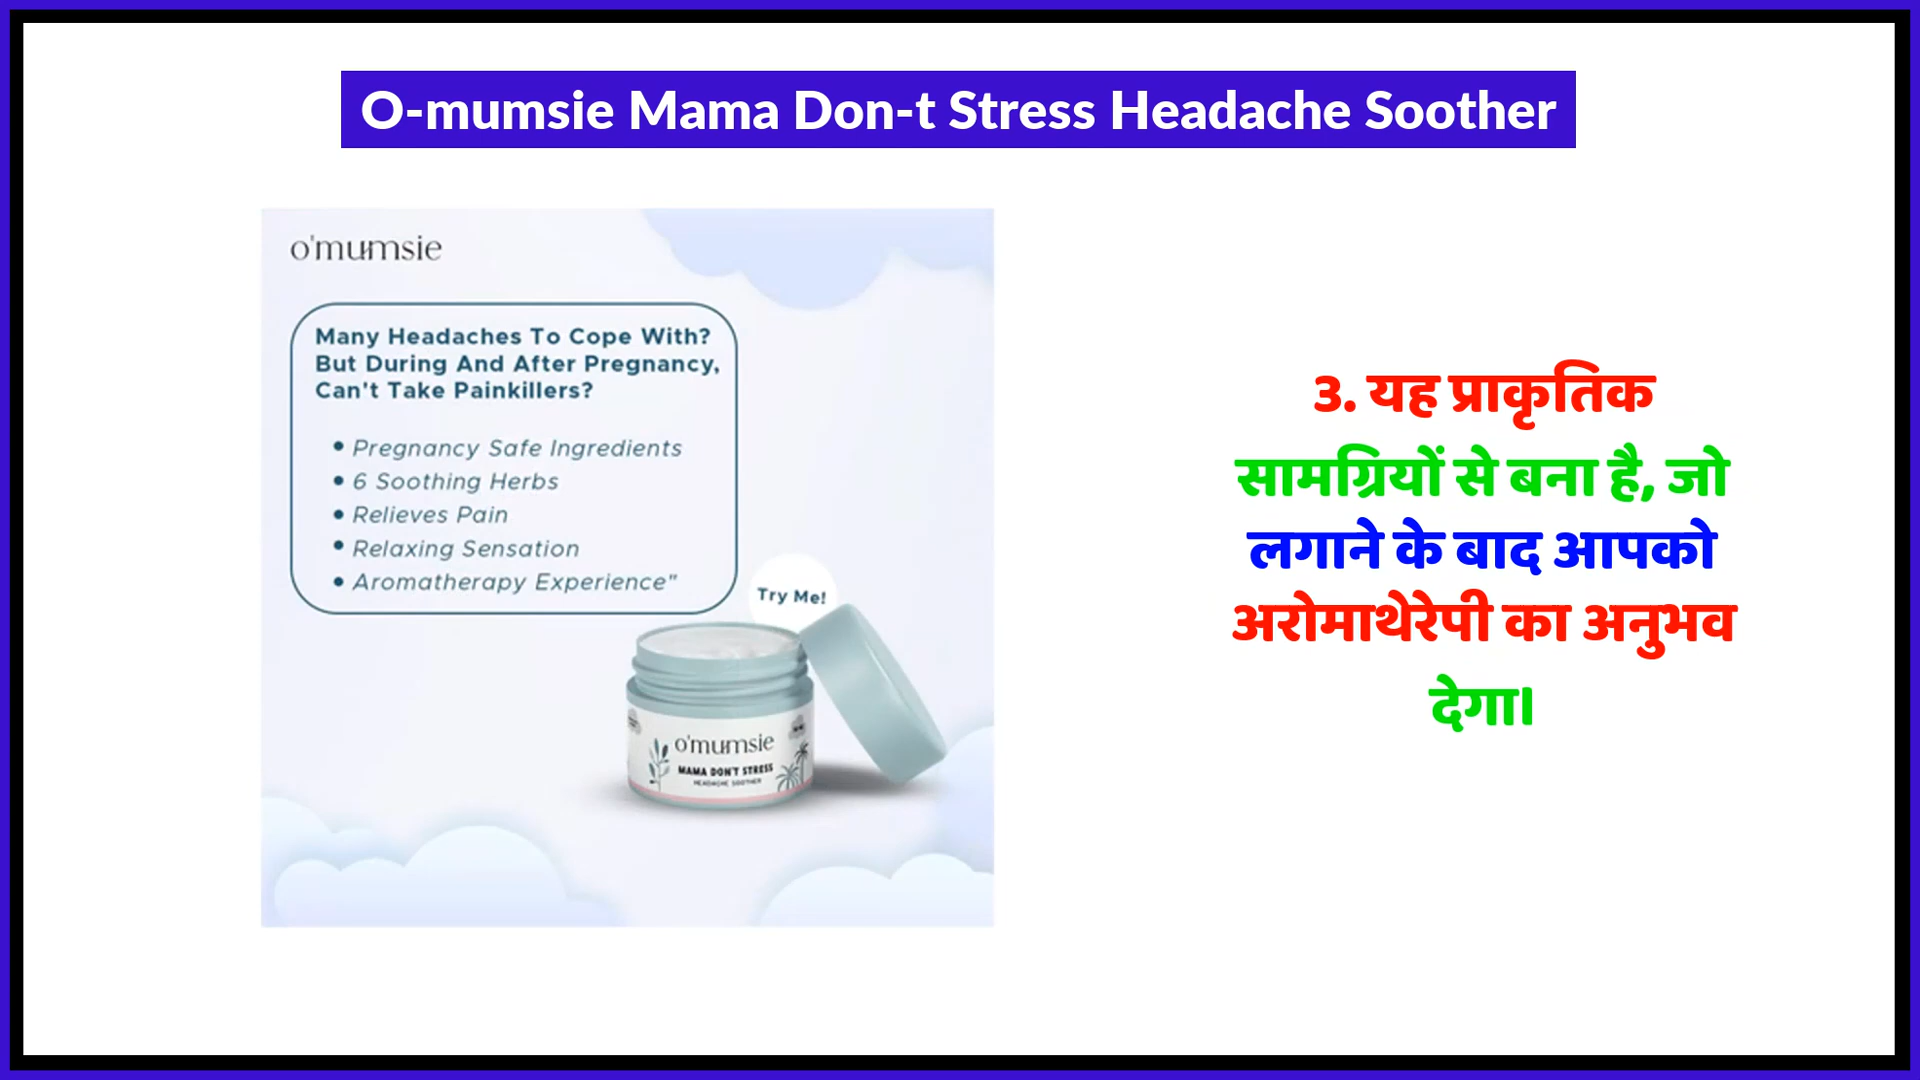 O-mumsie Mama Don-t Stress Headache Soother
o'mumsie
Many Headaches To Cope With?
But During And After Pregnancy,
Can't Take Painkillers?
• Pregnancy Safe Ingredients
• 6 Soothing Herbs
• Relieves Pain
• Relaxing Sensation
• Aromatherapy Experience"
Try Me!
o'mumsie
MAMA DON'T STRESS
HEADACHE SOOTHER
3. यह प्राकृतिक
सामग्रियों से बना है, जो
लगाने के बाद आपको
अरोमाथेरेपी का अनुभव
देगा।